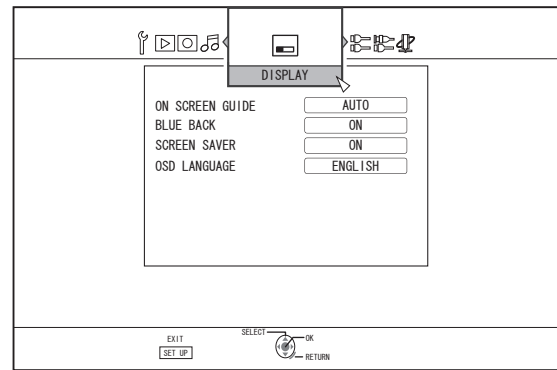 DISPLAY
ON SCREEN GUIDE AUTO
BLUE BACK ON
SCREEN SAVER ON
OSD LANGUAGE ENGLISH
EXIT
SET UP
SELECT
OK
RETURN